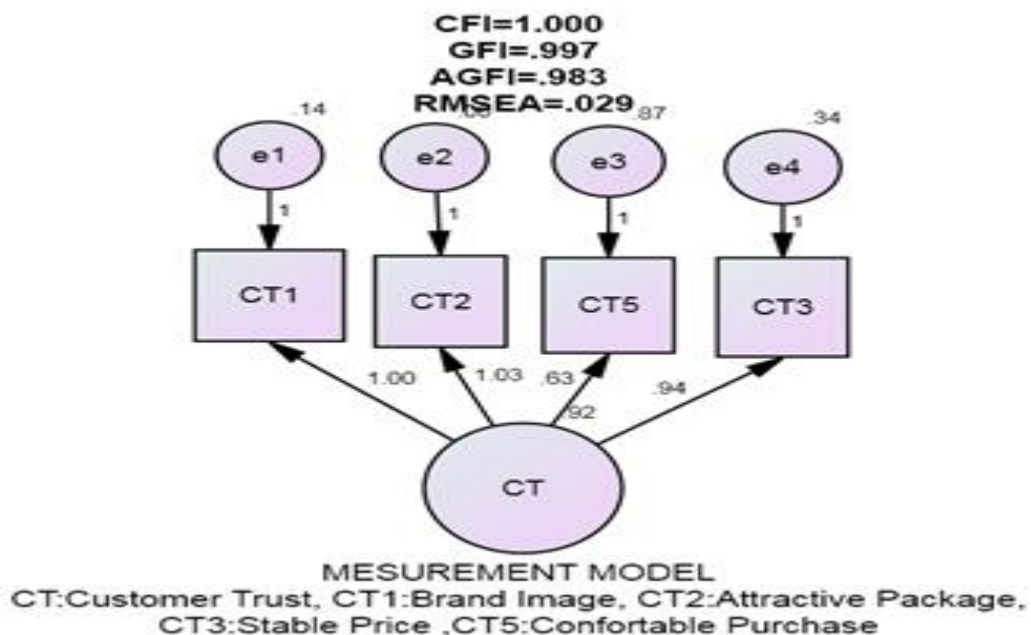 CFI=1.000
GFI=.997
AGFI=.983
RMSEA=.029
.14
.87
.34
e1
e2
e3
e4
1
1
1
1
CT1
CT2
CT5
CT3
1.00
1.03
.63
.94
.92
CT
MESUREMENT MODEL
CT:Customer Trust, CT1:Brand Image, CT2:Attractive Package,
CT3:Stable Price ,CT5:Confortable Purchase